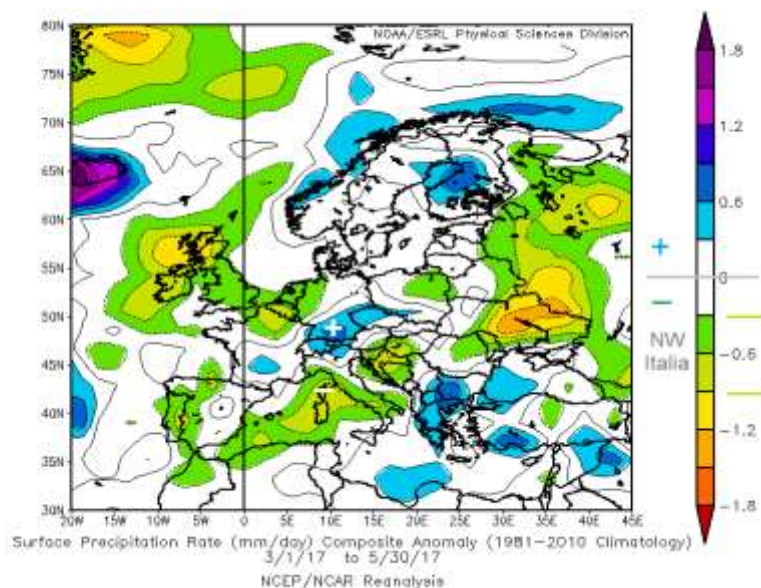 NOAA/ESRL Physical Sciences Division
80N
75N
70N
65N
60N
55N
50N
45N
40N
35N
30N
20W
15W
10W
5W
0
5E
10E
15E
20E
25E
30E
35E
40E
45E
1.8
1.2
0.6
0
-0.6
-1.2
-1.8
+
−
NW
Italia
+
Surface Precipitation Rate (mm/day) Composite Anomaly (1981-2010 Climatology)
3/1/17 to 5/30/17
NCEP/NCAR Reanalysis